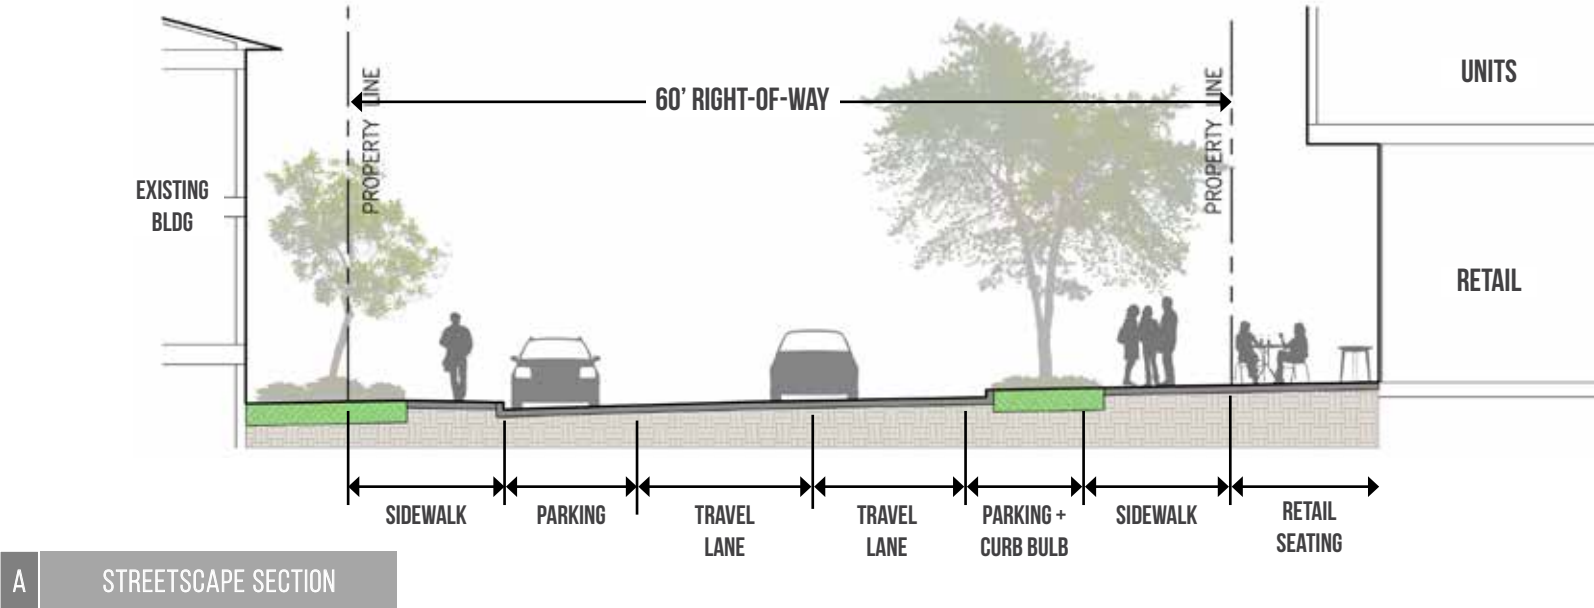 UNITS
PROPERTY LINE
60' RIGHT-OF-WAY
PROPERTY LINE
EXISTING
BLDG
RETAIL
SIDEWALK
PARKING
TRAVEL
LANE
TRAVEL
LANE
PARKING +
CURB BULB
SIDEWALK
RETAIL
SEATING
A
STREETSCAPE SECTION